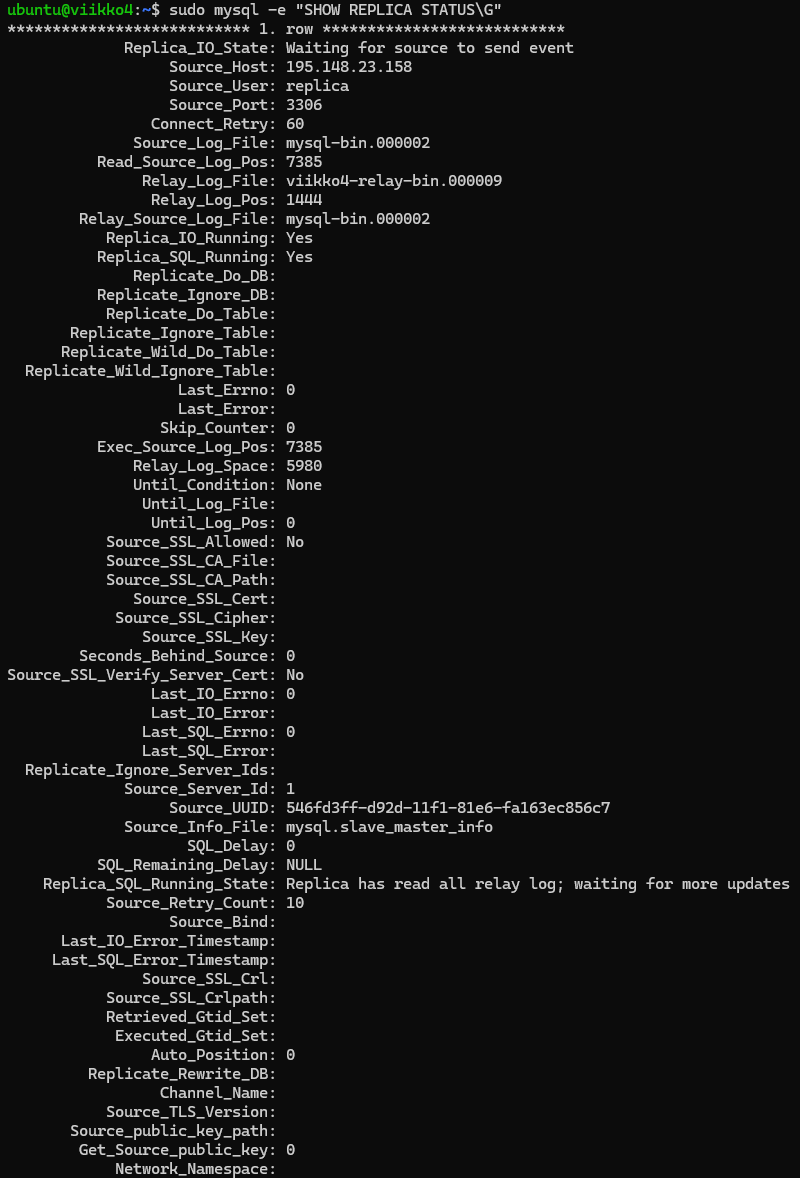 ubuntu@viikko4:~$ sudo mysql -e "SHOW REPLICA STATUS\G"
*************************** 1. row ***************************
             Replica_IO_State: Waiting for source to send event
                  Source_Host: 195.148.23.158
                  Source_User: replica
                  Source_Port: 3306
                Connect_Retry: 60
              Source_Log_File: mysql-bin.000002
          Read_Source_Log_Pos: 7385
               Relay_Log_File: viikko4-relay-bin.000009
                Relay_Log_Pos: 1444
        Relay_Source_Log_File: mysql-bin.000002
           Replica_IO_Running: Yes
          Replica_SQL_Running: Yes
              Replicate_Do_DB:
          Replicate_Ignore_DB:
           Replicate_Do_Table:
       Replicate_Ignore_Table:
      Replicate_Wild_Do_Table:
  Replicate_Wild_Ignore_Table:
                   Last_Errno: 0
                   Last_Error:
                 Skip_Counter: 0
          Exec_Source_Log_Pos: 7385
              Relay_Log_Space: 5980
              Until_Condition: None
               Until_Log_File:
                Until_Log_Pos: 0
           Source_SSL_Allowed: No
           Source_SSL_CA_File:
           Source_SSL_CA_Path:
              Source_SSL_Cert:
            Source_SSL_Cipher:
               Source_SSL_Key:
        Seconds_Behind_Source: 0
Source_SSL_Verify_Server_Cert: No
                Last_IO_Errno: 0
                Last_IO_Error:
               Last_SQL_Errno: 0
               Last_SQL_Error:
  Replicate_Ignore_Server_Ids:
             Source_Server_Id: 1
                  Source_UUID: 546fd3ff-d92d-11f1-81e6-fa163ec856c7
             Source_Info_File: mysql.slave_master_info
                    SQL_Delay: 0
          SQL_Remaining_Delay: NULL
    Replica_SQL_Running_State: Replica has read all relay log; waiting for more updates
           Source_Retry_Count: 10
                  Source_Bind:
      Last_IO_Error_Timestamp:
     Last_SQL_Error_Timestamp:
               Source_SSL_Crl:
           Source_SSL_Crlpath:
           Retrieved_Gtid_Set:
            Executed_Gtid_Set:
                Auto_Position: 0
         Replicate_Rewrite_DB:
                 Channel_Name:
           Source_TLS_Version:
       Source_public_key_path:
        Get_Source_public_key: 0
            Network_Namespace: